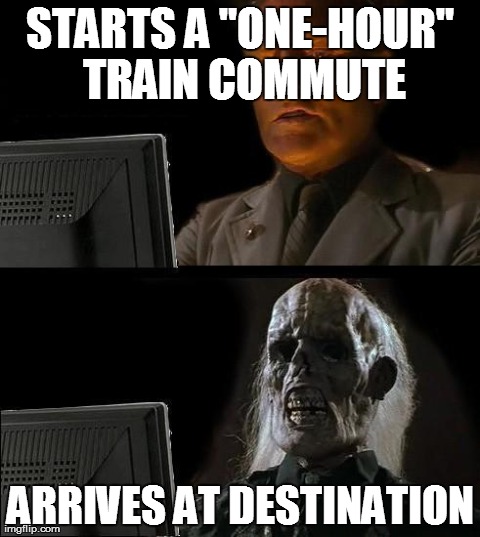 STARTS A "ONE-HOUR"
TRAIN COMMUTE
ARRIVES AT DESTINATION
imgflip.com